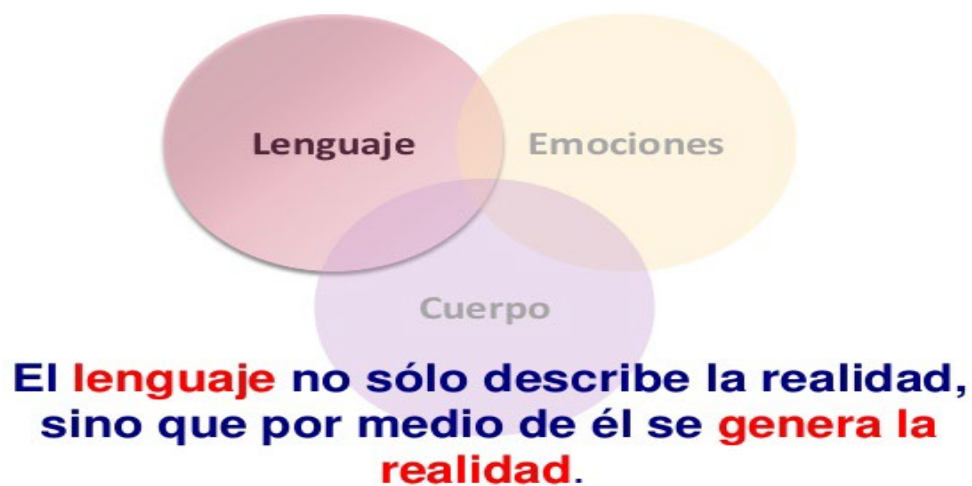 Lenguaje
Emociones
Cuerpo
El lenguaje no sólo describe la realidad,
sino que por medio de él se genera la
realidad.